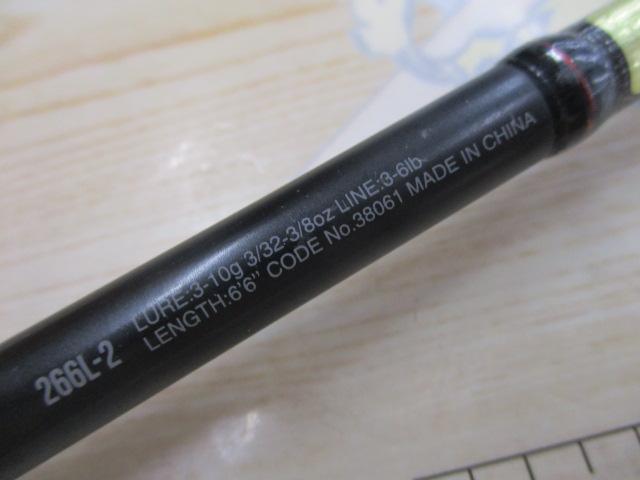 266L-2
LURE:3-10g 3/32-3/8oz LINE:3-6lb
LENGTH:6'6" CODE No.38061 MADE IN CHINA